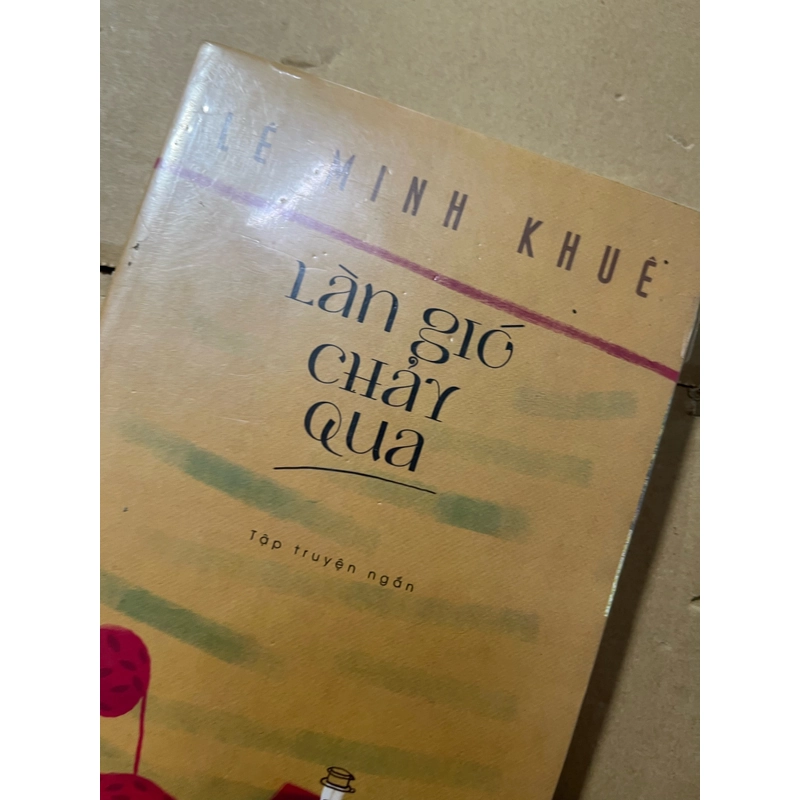 LÊ MINH KHUÊ
Làn gió
chảy
qua
Tập truyện ngắn